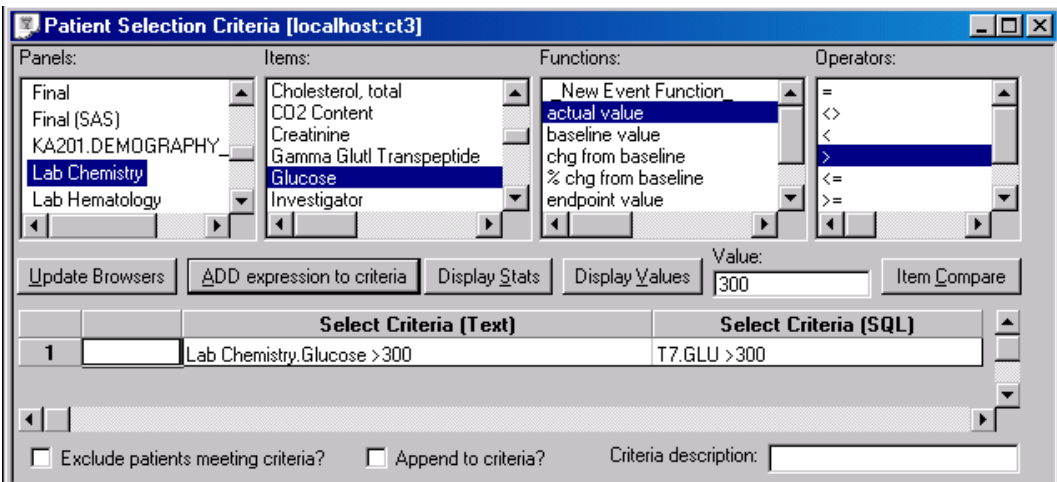 Patient Selection Criteria [localhost:ct3]
Panels: Items: Functions: Operators:
Final Cholesterol, total _New Event Function_ =
Final (SAS) CO2 Content actual value <>
KA201.DEMOGRAPHY_ Creatinine baseline value <
Lab Chemistry Gamma Glutl Transpeptide chg from baseline >
Lab Hematology Glucose % chg from baseline <=
Investigator endpoint value >=
Update Browsers ADD expression to criteria Display Stats Display Values Value: 300 Item Compare
Select Criteria (Text) Select Criteria (SQL)
1 Lab Chemistry.Glucose >300 T7.GLU >300
Exclude patients meeting criteria? Append to criteria? Criteria description: